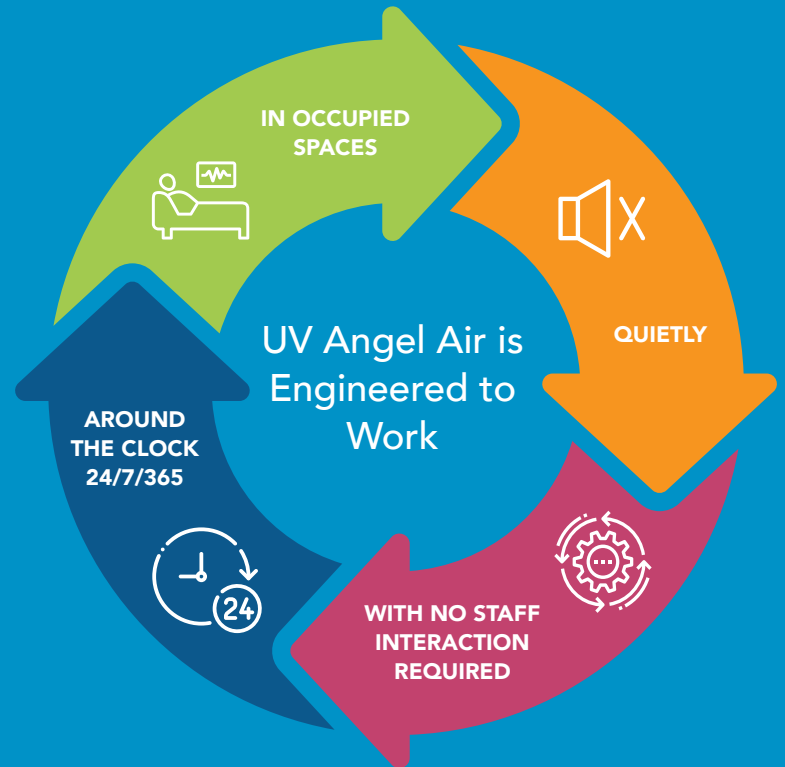 IN OCCUPIED
SPACES
QUIETLY
UV Angel Air is
Engineered to
Work
AROUND
THE CLOCK
24/7/365
24
WITH NO STAFF
INTERACTION
REQUIRED